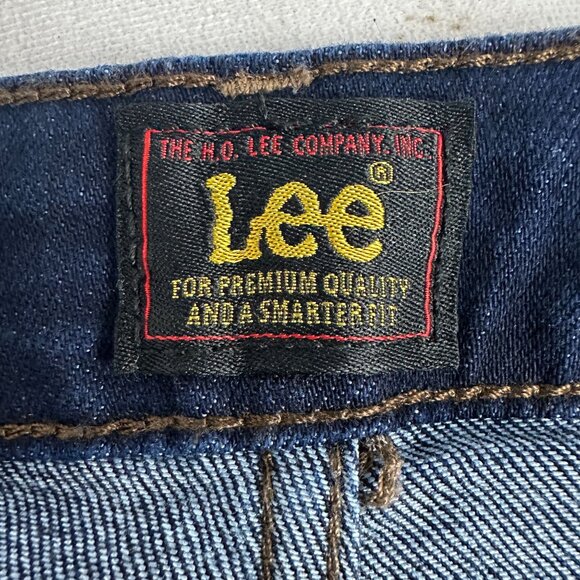 THE H.D. LEE COMPANY, INC.
Lee®
FOR PREMIUM QUALITY
AND A SMARTER FIT